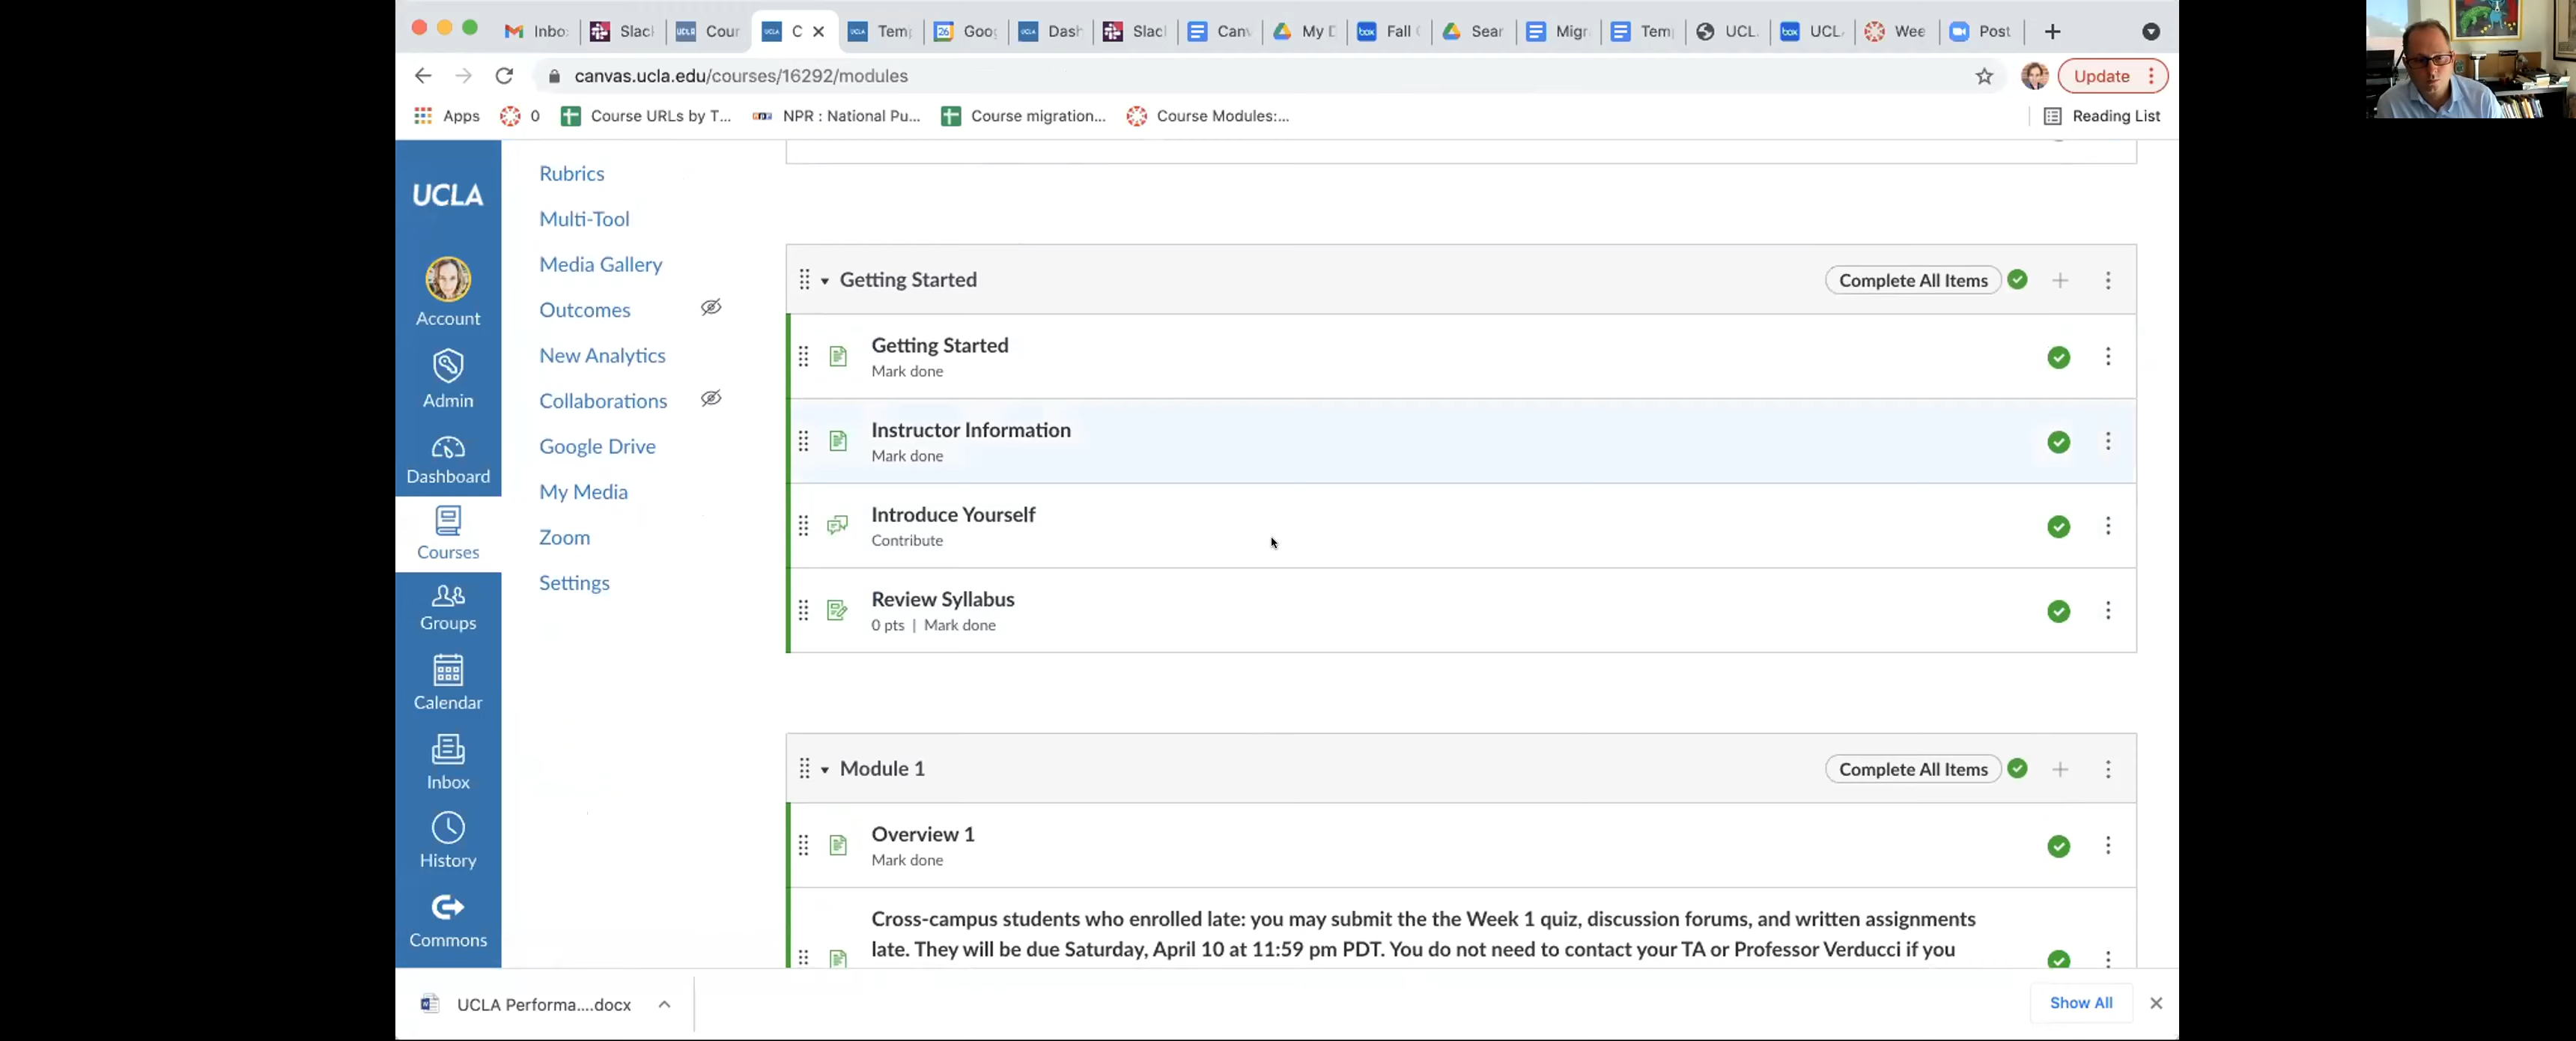 Inbo
Slac
Cour
C
Tem
26
Goo
Dash
Slac
Canv
My D
box
Fall
Sear
Migr
Tem
UCL
box
UCL
Wee
Post
canvas.ucla.edu/courses/16292/modules
Update
Apps
0
Course URLs by T...
NPR : National Pu...
Course migration...
Course Modules:...
Reading List
UCLA
Account
Admin
Dashboard
Courses
Groups
Calendar
Inbox
History
Commons
Rubrics
Multi-Tool
Media Gallery
Outcomes
New Analytics
Collaborations
Google Drive
My Media
Zoom
Settings
Getting Started
Complete All Items
Getting Started
Mark done
Instructor Information
Mark done
Introduce Yourself
Contribute
Review Syllabus
0 pts | Mark done
Module 1
Complete All Items
Overview 1
Mark done
Cross-campus students who enrolled late: you may submit the the Week 1 quiz, discussion forums, and written assignments
late. They will be due Saturday, April 10 at 11:59 pm PDT. You do not need to contact your TA or Professor Verducci if you
UCLA Performa....docx
Show All